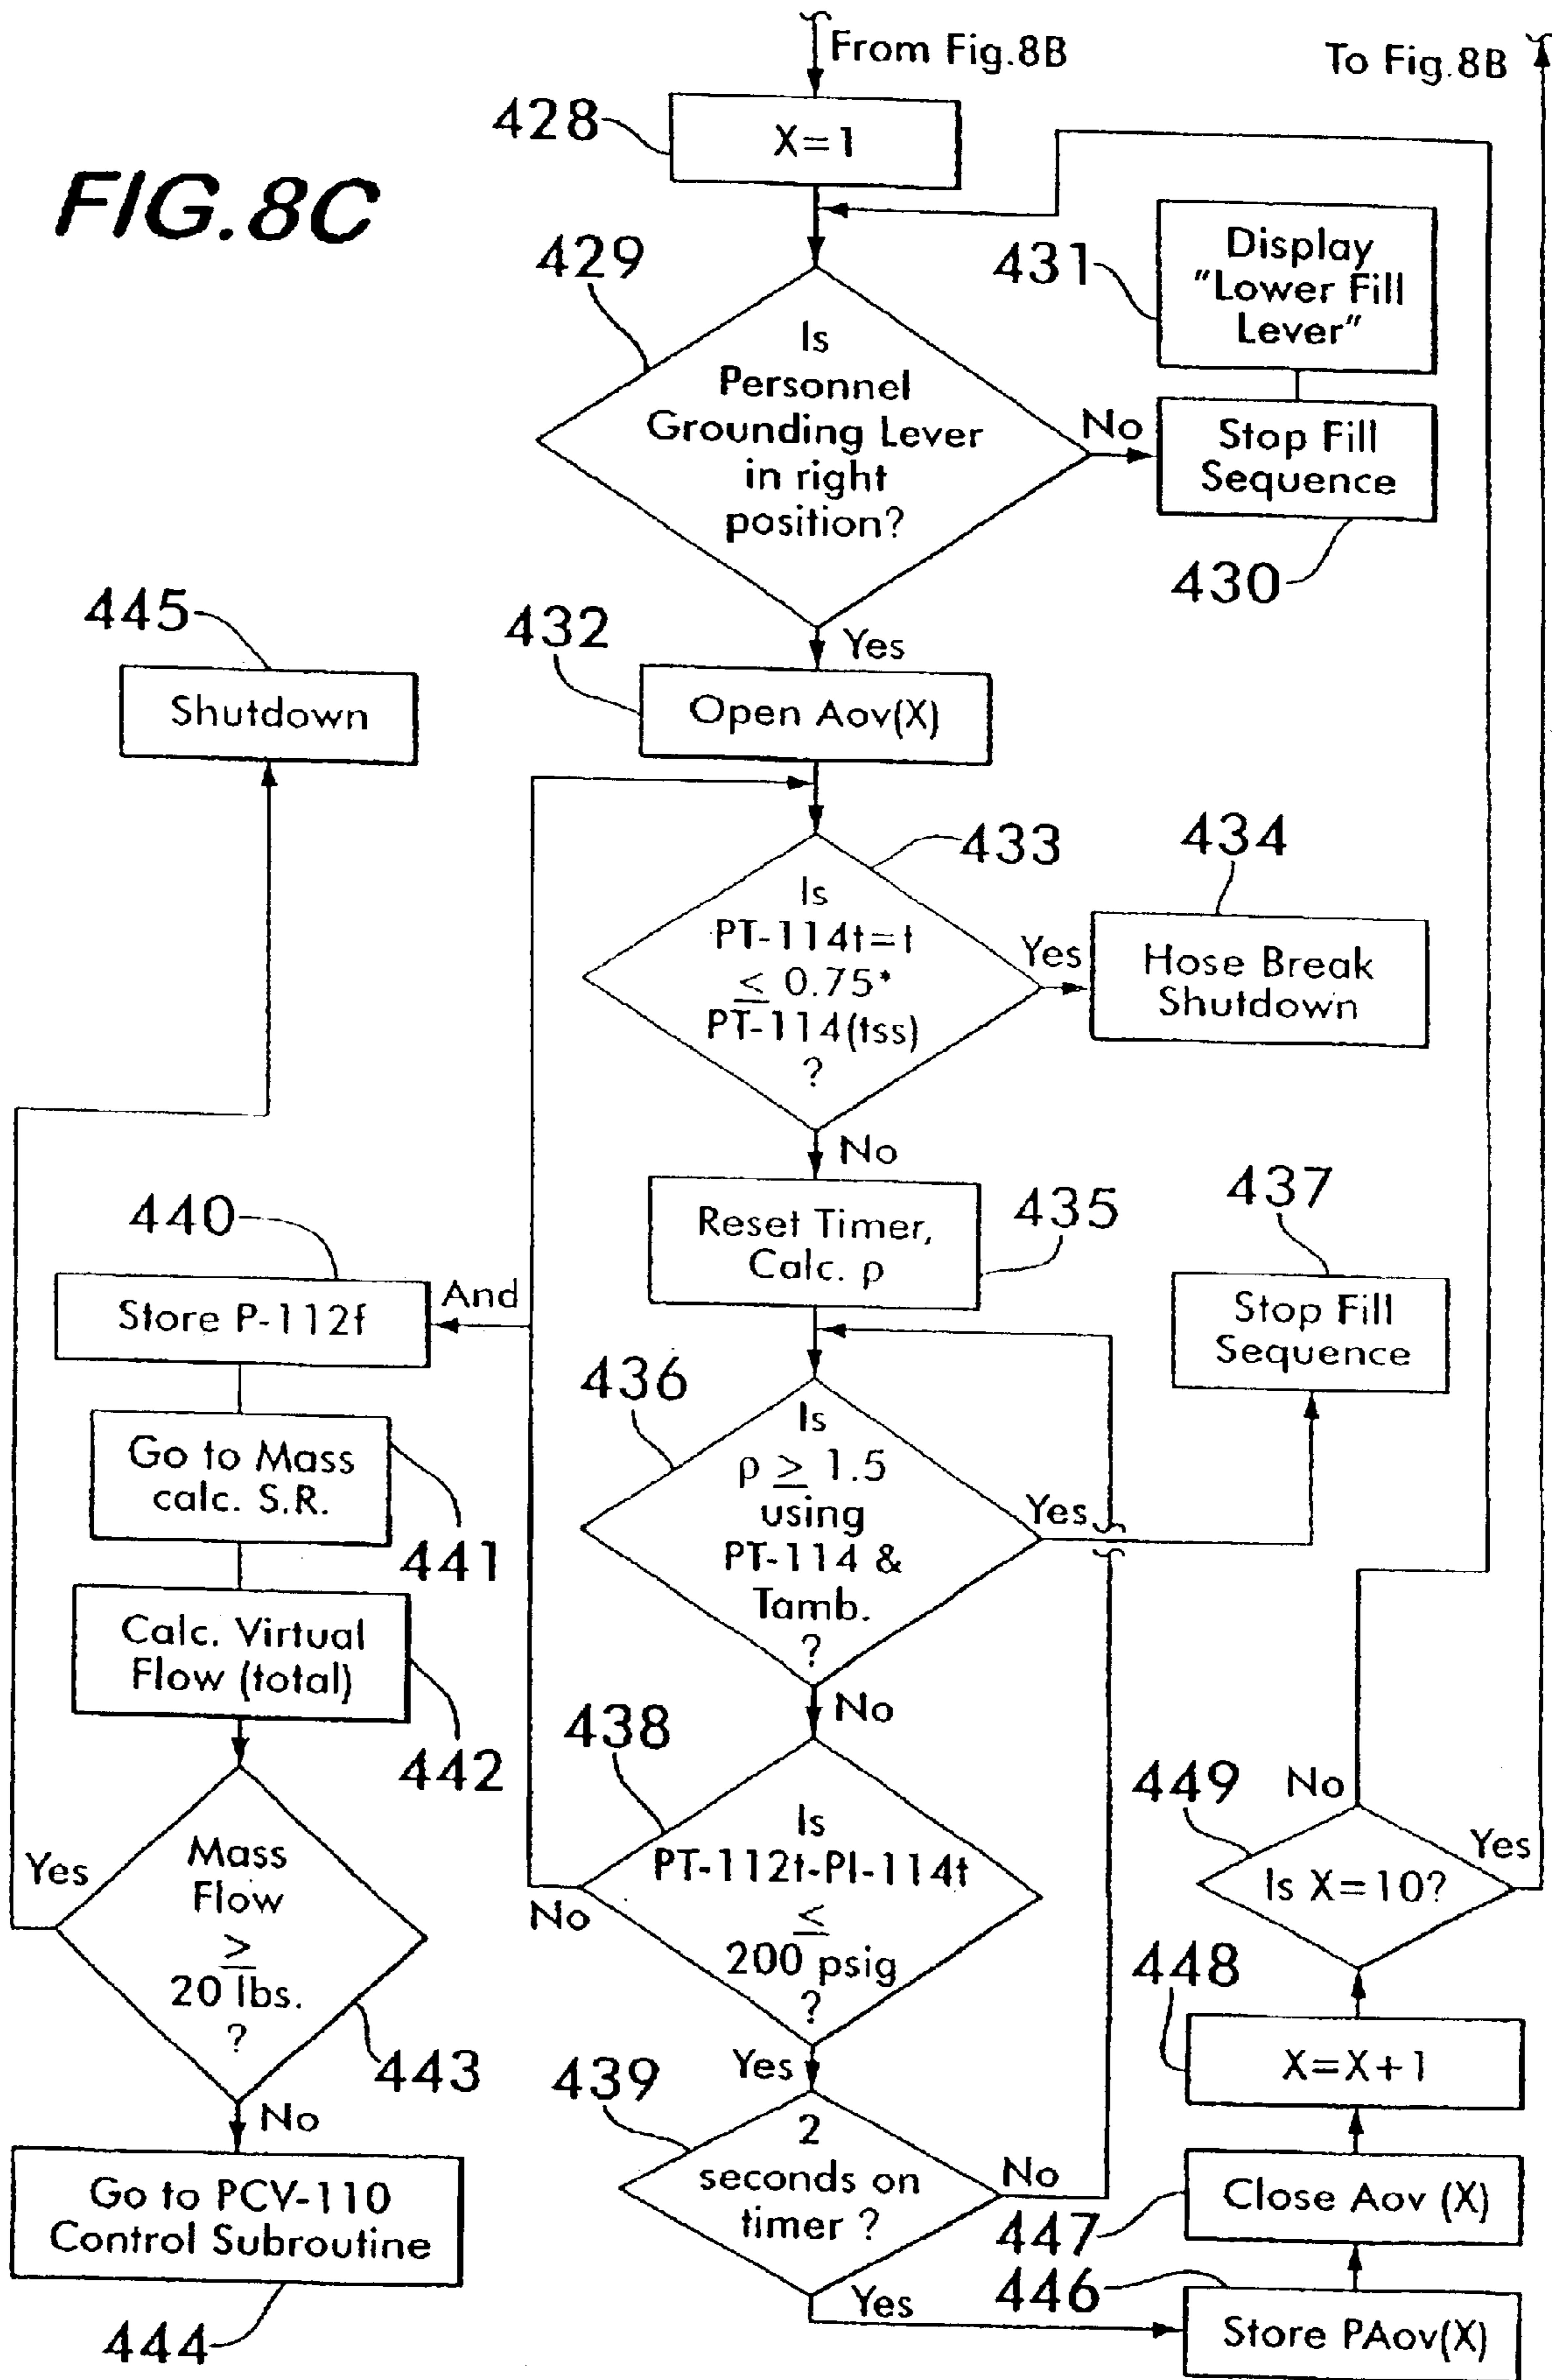 From Fig.8B
To Fig.8B
428
X=1
FIG.8C
429
Is
Personnel
Grounding Lever
in right
position?
431
Display
"Lower Fill
Lever"
No
Stop Fill
Sequence
430
Yes
445
Shutdown
432
Open Aov(X)
433
Is
PT-114t=t
≤ 0.75*
PT-114(tss)
?
Yes
434
Hose Break
Shutdown
No
435
Reset Timer,
Calc. ρ
437
Stop Fill
Sequence
440
Store P-112f
And
441
Go to Mass
calc. S.R.
436
Is
ρ ≥ 1.5
using
PT-114 &
Tamb.
?
Yes
No
442
Calc. Virtual
Flow (total)
438
Is
PT-112t-PI-114t
≤
200 psig
?
No
Yes
443
Mass
Flow
≥
20 lbs.
?
Yes
No
439
2
seconds on
timer ?
No
Yes
449
Is X=10?
No
Yes
448
X=X+1
447
Close Aov (X)
446
Store PAov(X)
Go to PCV-110
Control Subroutine
444